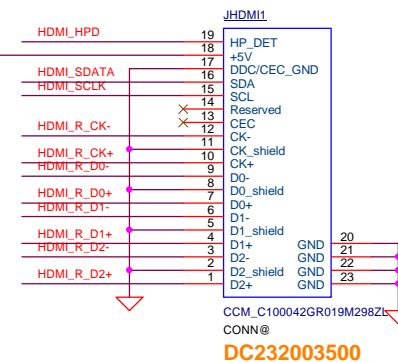 JHDMI1
HDMI_HPD 19 HP_DET
18 +5V
17 DDC/CEC_GND
HDMI_SDATA 16 SDA
HDMI_SCLK 15 SCL
14 Reserved
13 CEC
HDMI_R_CK- 12 CK-
11 CK_shield
HDMI_R_CK+ 10 CK+
HDMI_R_D0- 9 D0-
8 D0_shield
HDMI_R_D0+ 7 D0+
HDMI_R_D1- 6 D1-
5 D1_shield
HDMI_R_D1+ 4 D1+ GND 20
HDMI_R_D2- 3 D2- GND 21
2 D2_shield GND 22
HDMI_R_D2+ 1 D2+ GND 23
CCM_C100042GR019M298ZL
CONN@
DC232003500